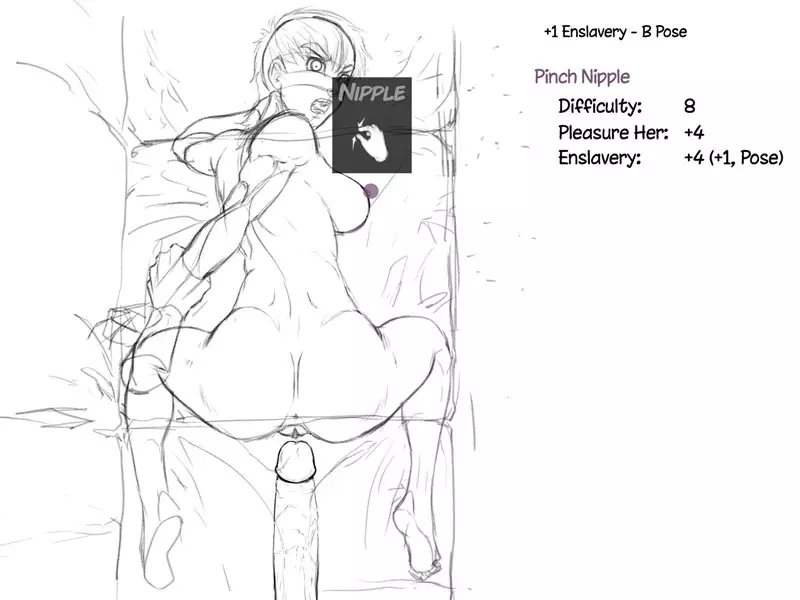 +1 Enslavery - B Pose
NIPPLE
Pinch Nipple
Difficulty: 8
Pleasure Her: +4
Enslavery: +4 (+1, Pose)